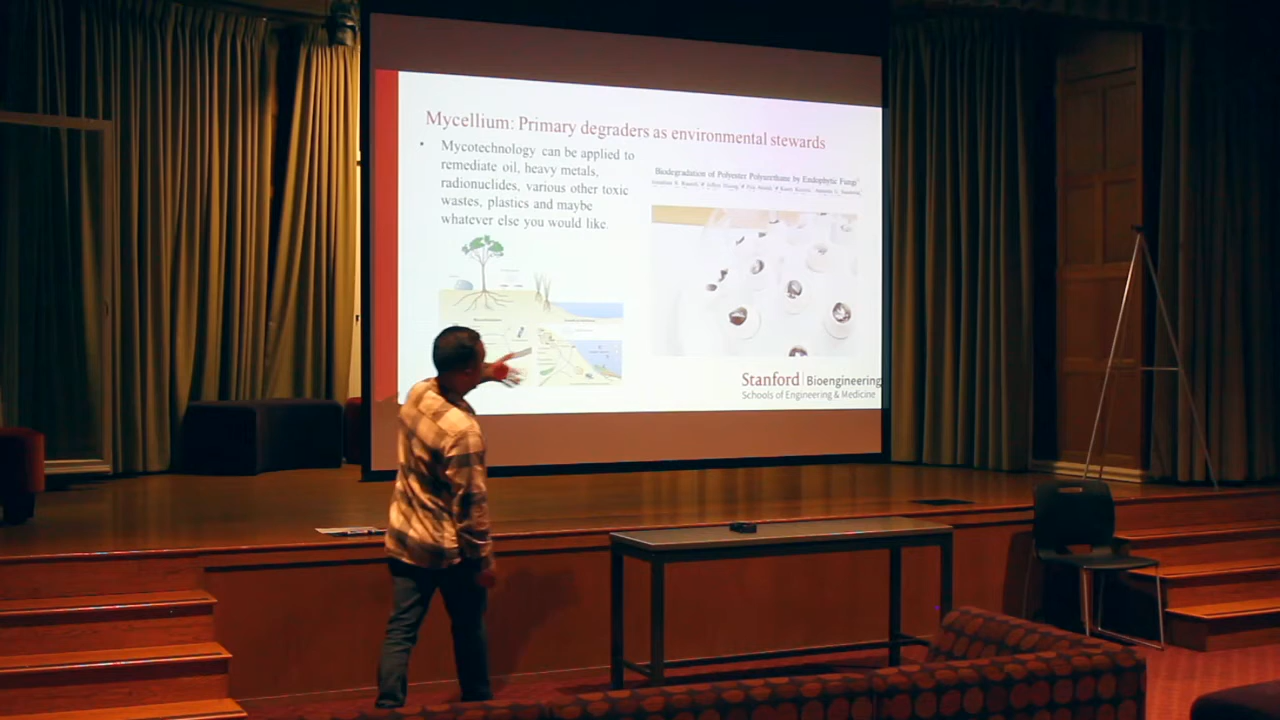 Mycellium: Primary degraders as environmental stewards
• Mycotechnology can be applied to
remediate oil, heavy metals,
radionuclides, various other toxic
wastes, plastics and maybe
whatever else you would like.
Biodegradation of Polyester Polyurethane by Endophytic Fungi
Stanford Bioengineering
Schools of Engineering & Medicine